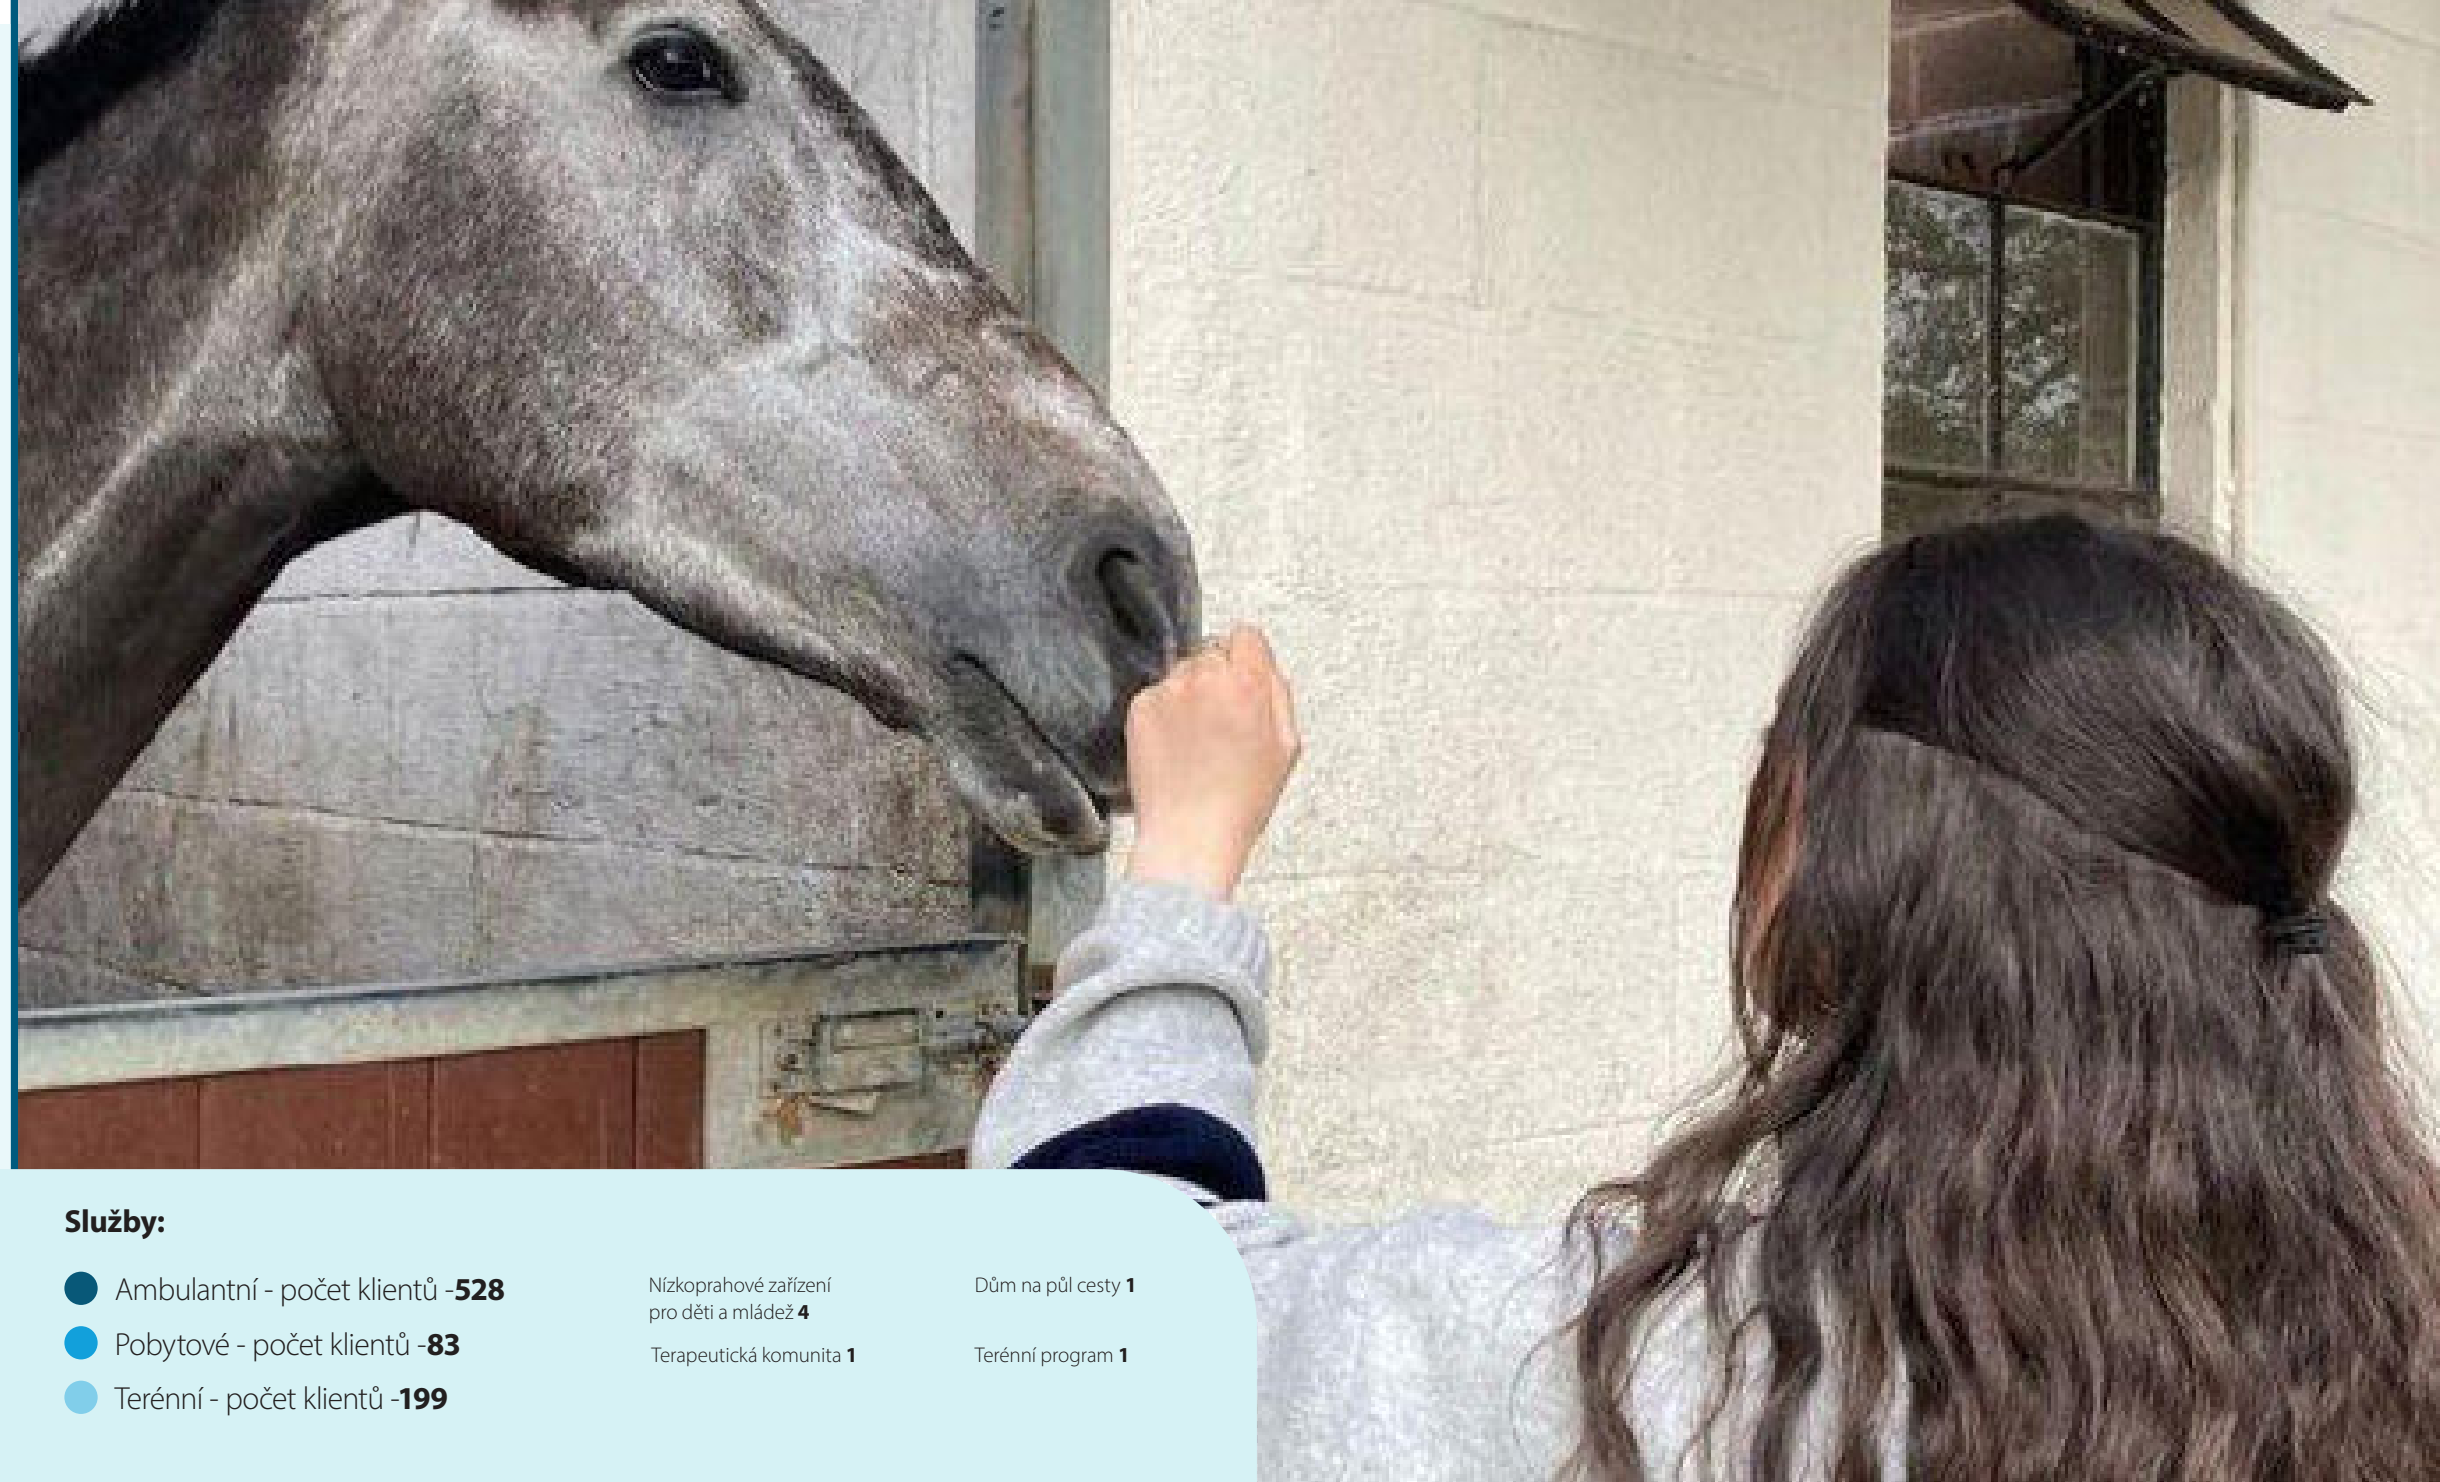 Služby:
Ambulantní - počet klientů -528
Pobytové - počet klientů -83
Terénní - počet klientů -199
Nízkoprahové zařízení
pro děti a mládež 4
Terapeutická komunita 1
Dům na půl cesty 1
Terénní program 1